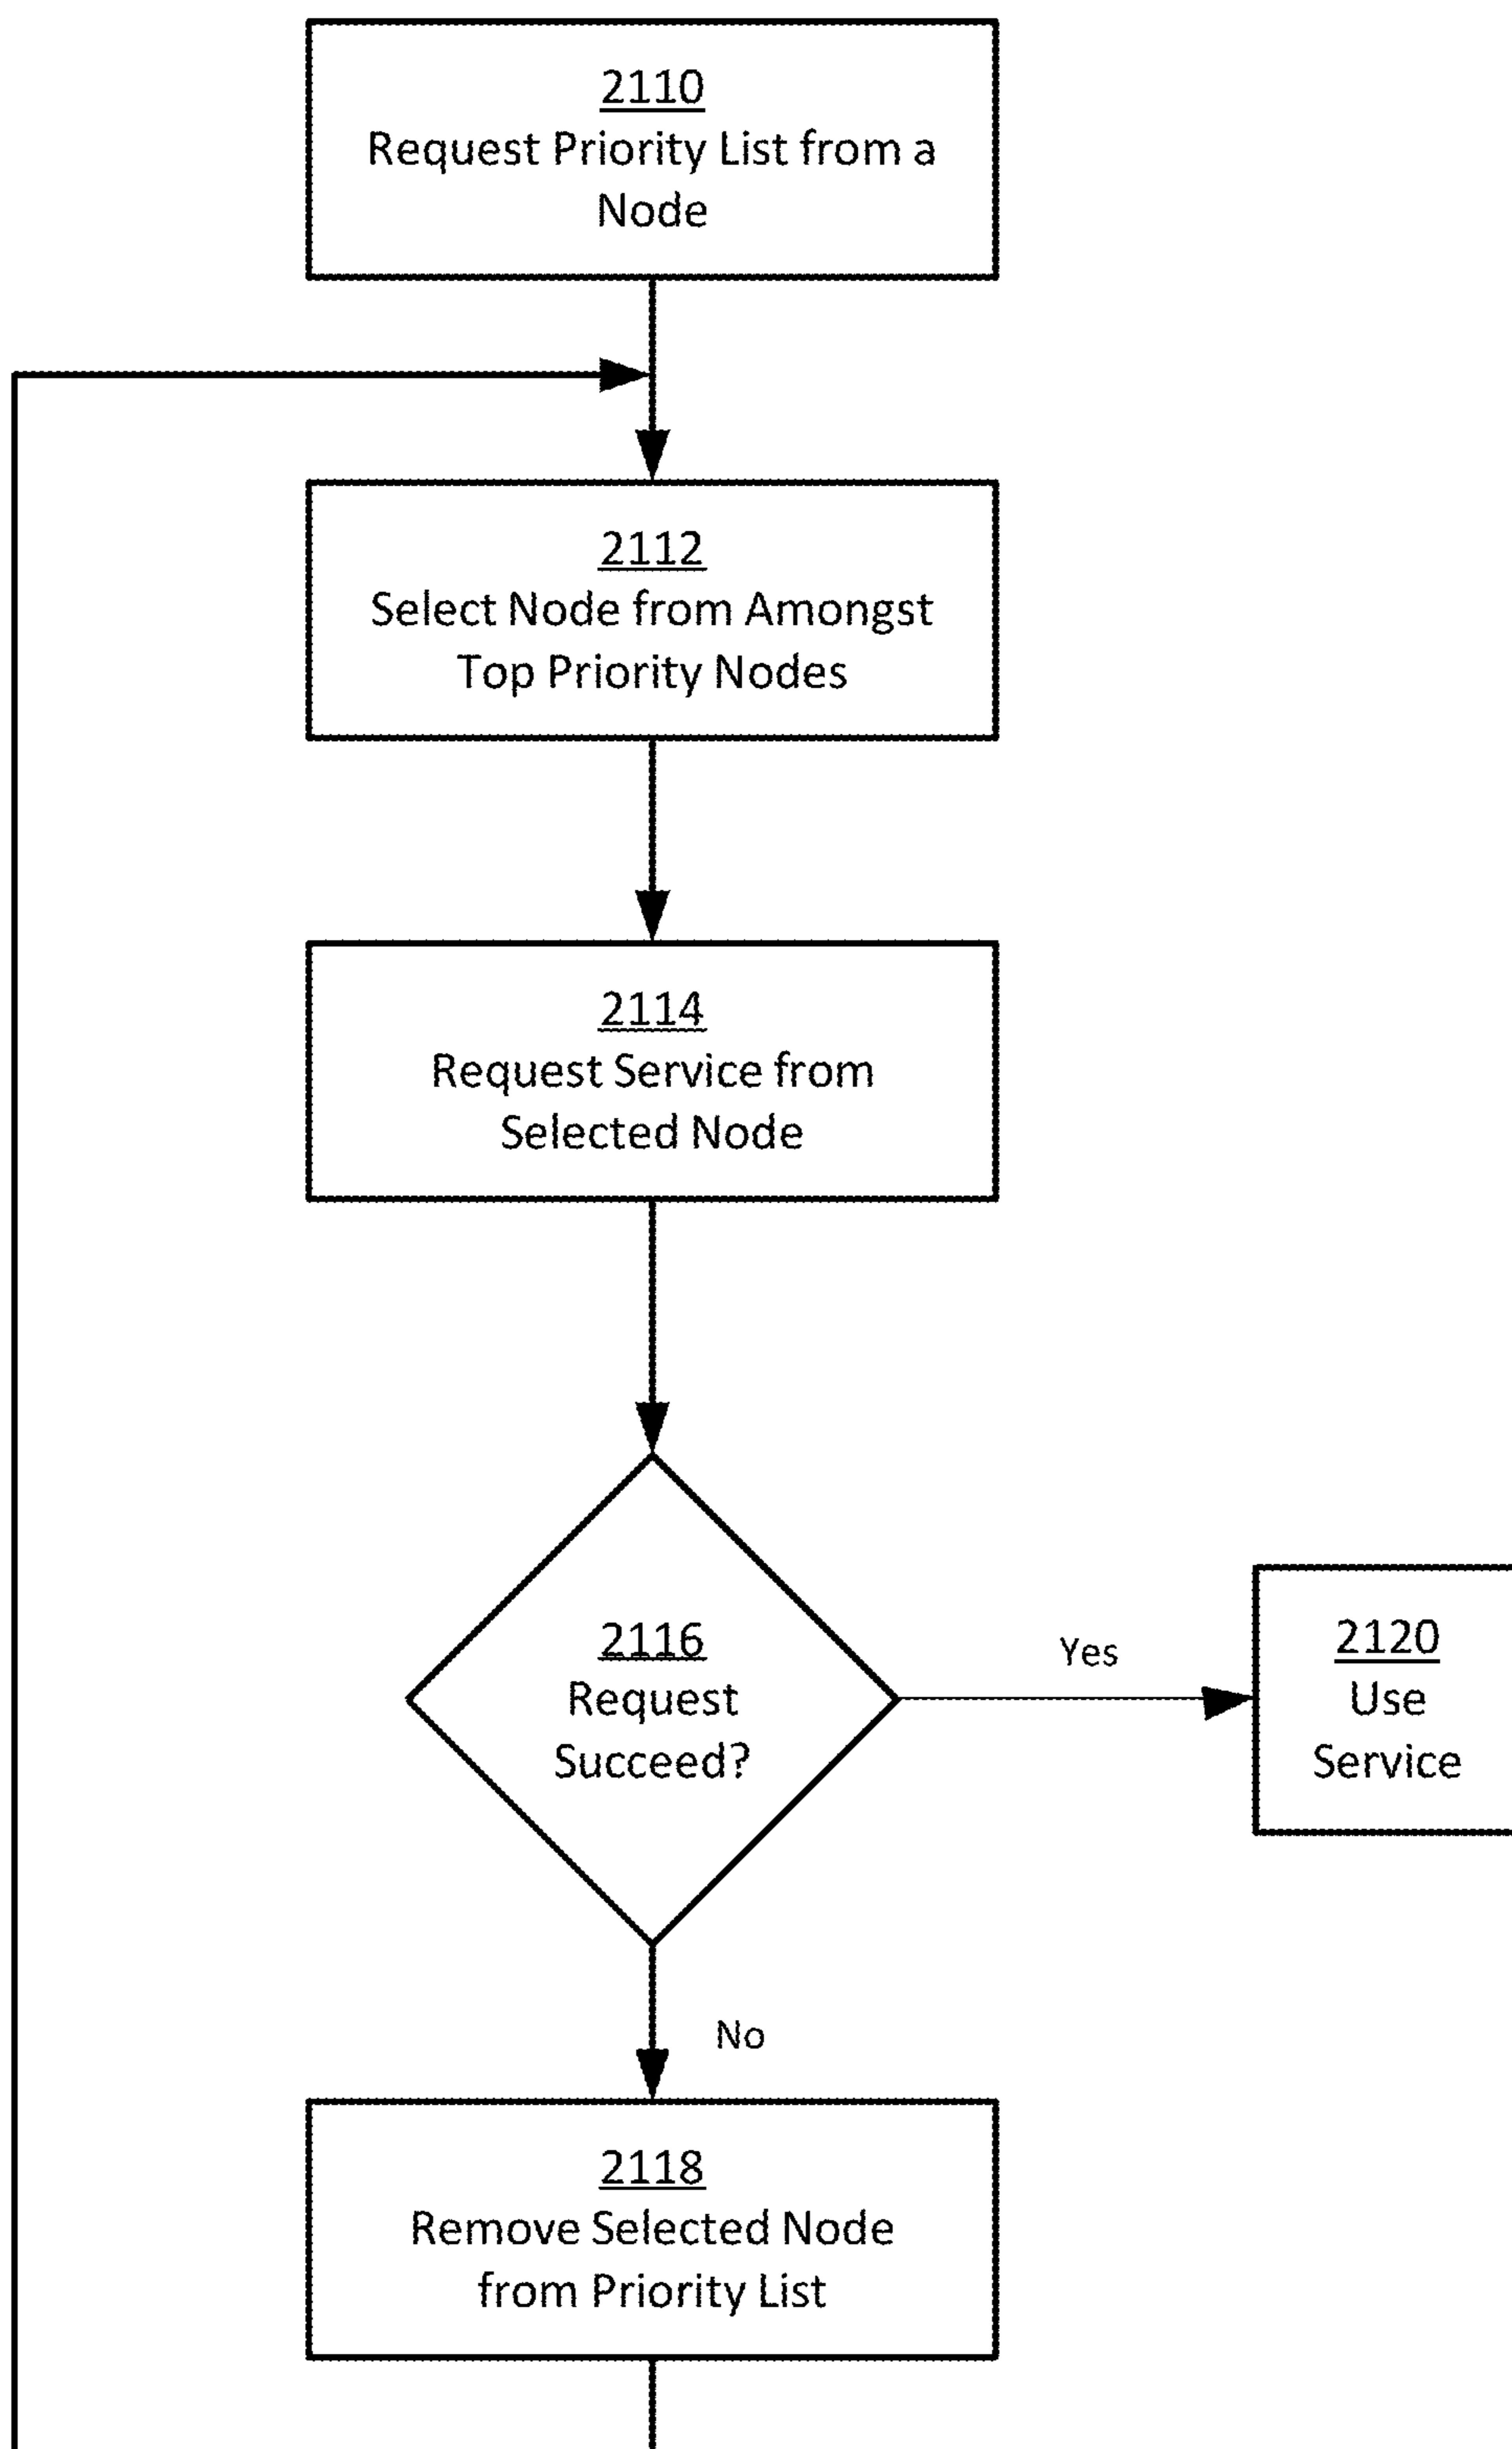 2110
Request Priority List from a
Node
2112
Select Node from Amongst
Top Priority Nodes
2114
Request Service from
Selected Node
2116
Request
Succeed?
Yes
2120
Use
Service
No
2118
Remove Selected Node
from Priority List